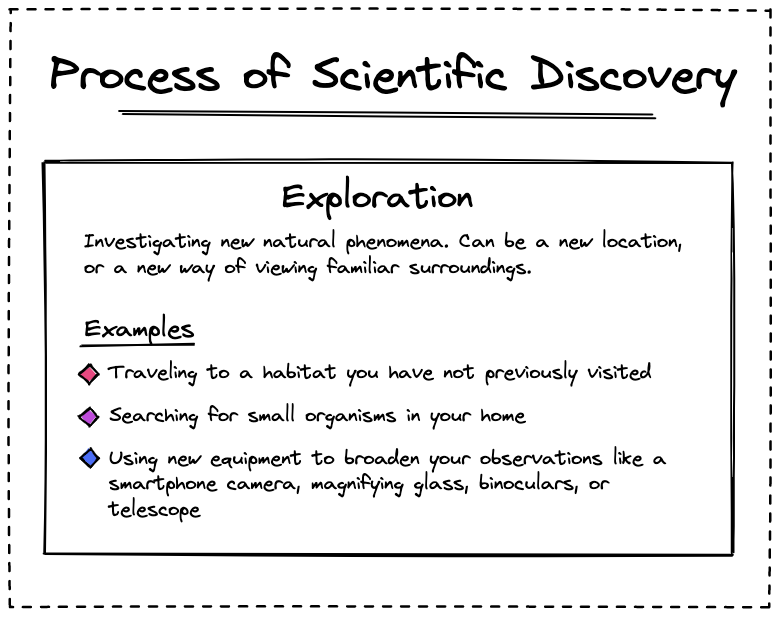 Process of Scientific Discovery
Exploration
Investigating new natural phenomena. Can be a new location,
or a new way of viewing familiar surroundings.
Examples
Traveling to a habitat you have not previously visited
Searching for small organisms in your home
Using new equipment to broaden your observations like a
smartphone camera, magnifying glass, binoculars, or
telescope